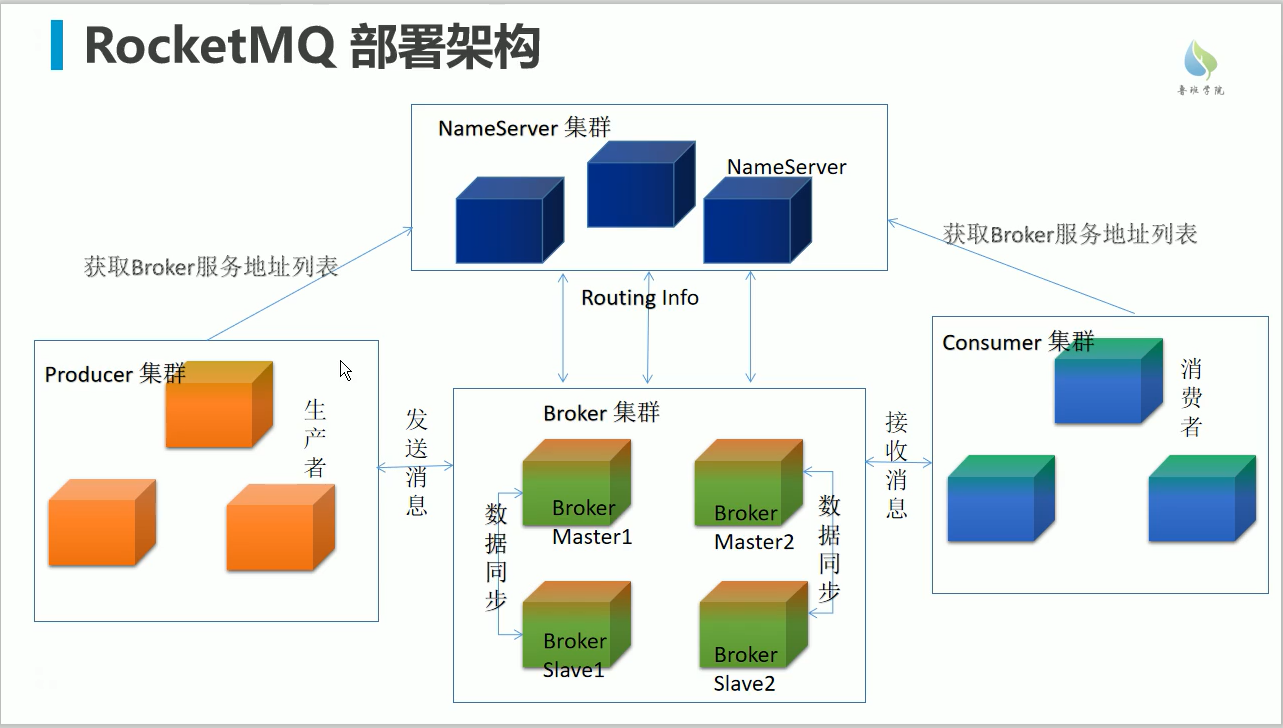 RocketMQ 部署架构
鲁班学院
NameServer 集群
NameServer
获取Broker服务地址列表
获取Broker服务地址列表
Routing Info
Producer 集群
生产者
发送消息
Broker 集群
Broker
Master1
Broker
Master2
数据同步
数据同步
Broker
Slave1
Broker
Slave2
接收消息
Consumer 集群
消费者